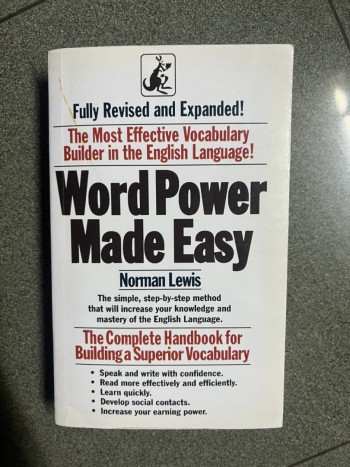 Fully Revised and Expanded!
The Most Effective Vocabulary
Builder in the English Language!
Word Power
Made Easy
Norman Lewis
The simple, step-by-step method
that will increase your knowledge and
mastery of the English Language.
The Complete Handbook for
Building a Superior Vocabulary
• Speak and write with confidence.
• Read more effectively and efficiently.
• Learn quickly.
• Develop social contacts.
• Increase your earning power.